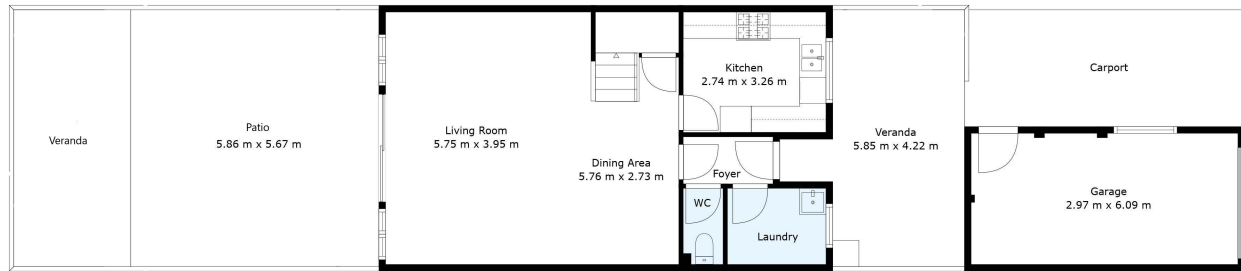 Veranda
Patio
5.86 m x 5.67 m
Living Room
5.75 m x 3.95 m
Dining Area
5.76 m x 2.73 m
Kitchen
2.74 m x 3.26 m
Foyer
WC
Laundry
Veranda
5.85 m x 4.22 m
Carport
Garage
2.97 m x 6.09 m